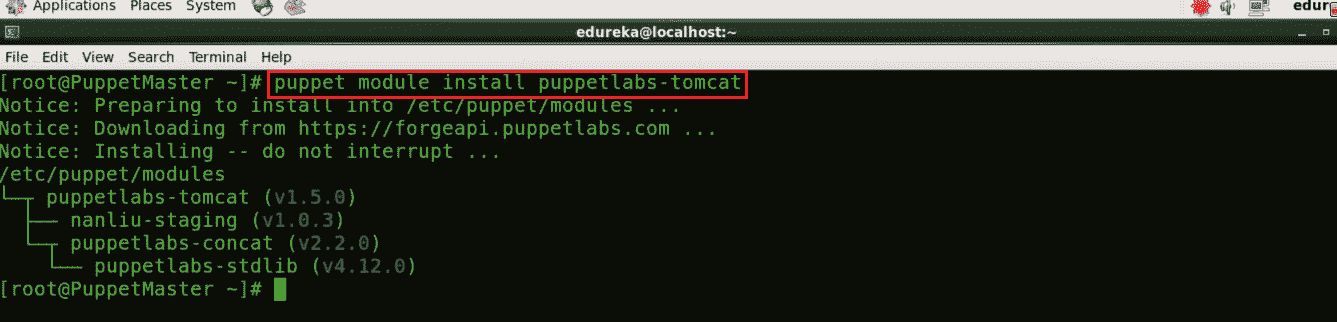 Applications Places System edur
edureka@localhost:~
File Edit View Search Terminal Help
[root@PuppetMaster ~]# puppet module install puppetlabs-tomcat
Notice: Preparing to install into /etc/puppet/modules ...
Notice: Downloading from https://forgeapi.puppetlabs.com ...
Notice: Installing -- do not interrupt ...
/etc/puppet/modules
└─┬ puppetlabs-tomcat (v1.5.0)
  ├── nanliu-staging (v1.0.3)
  └─┬ puppetlabs-concat (v2.2.0)
    └── puppetlabs-stdlib (v4.12.0)
[root@PuppetMaster ~]#